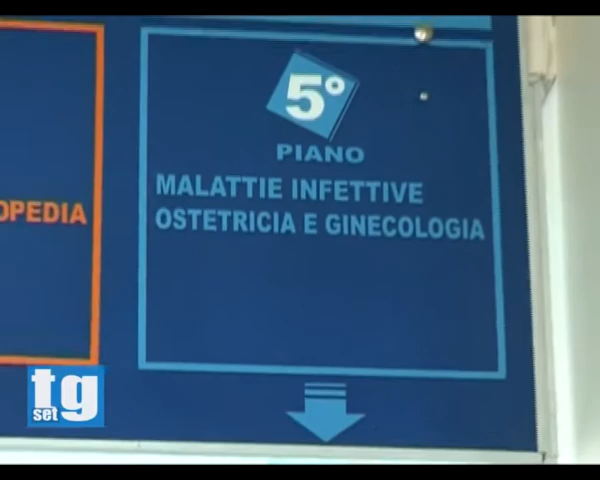 5°
PIANO
MALATTIE INFETTIVE
OSTETRICIA E GINECOLOGIA
OPEDIA
tg
set